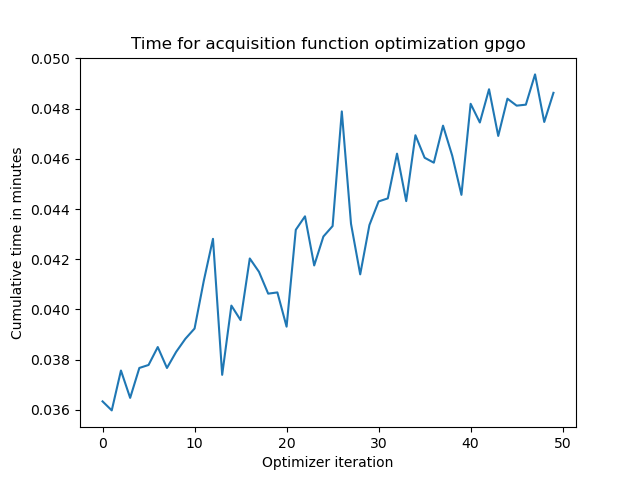 Time for acquisition function optimization gpgo
Cumulative time in minutes
0.050
0.048
0.046
0.044
0.042
0.040
0.038
0.036
0 10 20 30 40 50
Optimizer iteration